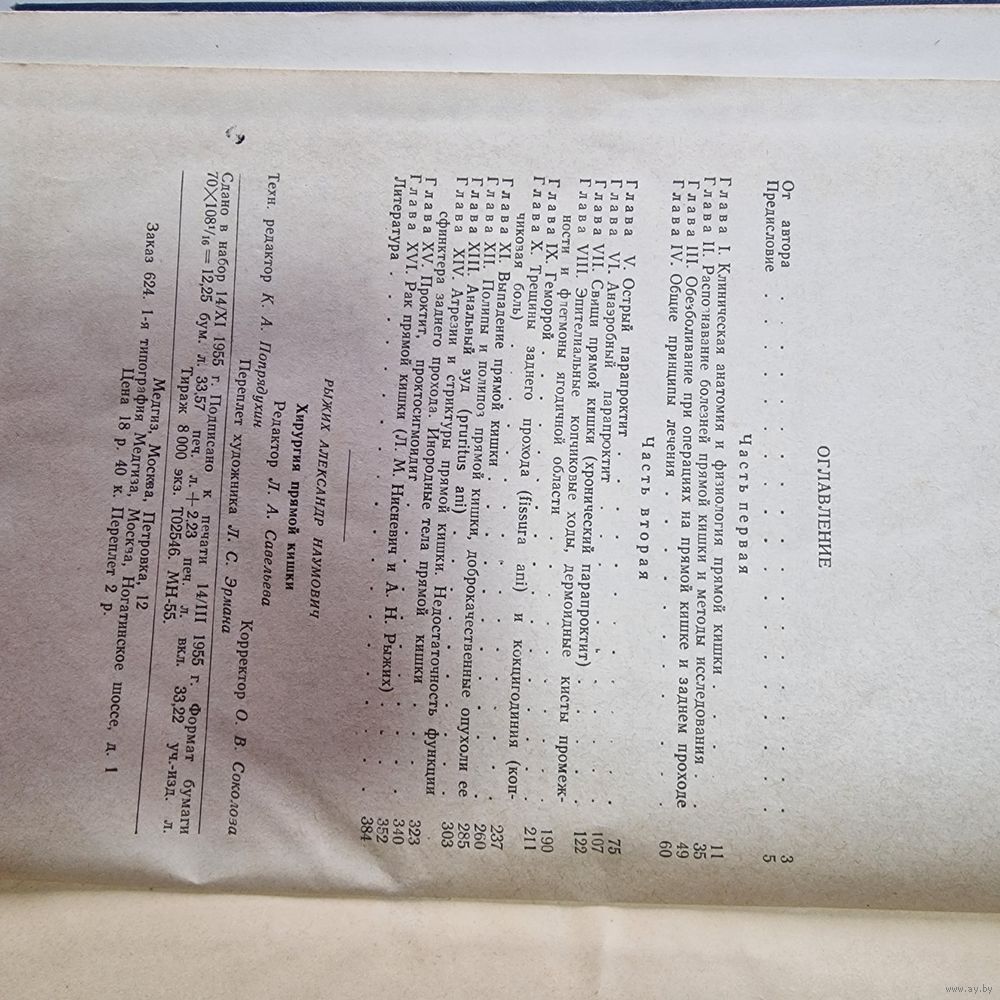 ОГЛАВЛЕНИЕ
От автора . . . . . . . . . . . 3
Предисловие . . . . . . . . . . . 5
Часть первая
Глава I. Клиническая анатомия и физиология прямой кишки . . . 11
Глава II. Распознавание болезней прямой кишки и методы исследования . 35
Глава III. Обезболивание при операциях на прямой кишке и заднем проходе 49
Глава IV. Общие принципы лечения . . . . . . . . 60
Часть вторая
Глава V. Острый парапроктит . . . . . . . . . 75
Глава VI. Анаэробный парапроктит . . . . . . . . 107
Глава VII. Свищи прямой кишки (хронический парапроктит) . . . 122
Глава VIII. Эпителиальные копчиковые ходы, дермоидные кисты промеж-
ности и флегмоны ягодичной области . . . . . . 190
Глава IX. Геморрой . . . . . . . . . . 211
Глава X. Трещины заднего прохода (fissura ani) и кокцигодиния (коп-
чиковая боль) . . . . . . . . . . 237
Глава XI. Выпадение прямой кишки . . . . . . . . 260
Глава XII. Полипы и полипоз прямой кишки, доброкачественные опухоли ее 285
Глава XIII. Анальный зуд (pruritus ani) . . . . . . . 303
Глава XIV. Атрезии и стриктуры прямой кишки. Недостаточность функции
сфинктера заднего прохода. Инородные тела прямой кишки . . 323
Глава XV. Проктит, проктосигмоидит . . . . . . . 340
Глава XVI. Рак прямой кишки (Л. М. Нисневич и А. Н. Рыжих) . . . 352
Литература . . . . . . . . . . . 384
РЫЖИХ АЛЕКСАНДР НАУМОВИЧ
Хирургия прямой кишки
Редактор Л. А. Савельева
Техн. редактор К. А. Попрядухин Корректор О. В. Соколова
Переплет художника Л. С. Эрмана
Сдано в набор 14/XI 1955 г. Подписано к печати 14/III 1955 г. Формат бумаги
70×108¹/₁₆ = 12,25 бум. л. 33,57 печ. л.+2.23 печ. л. вкл. 33,22 уч.-изд. л.
Тираж 8 000 экз. Т02546. МН-55.
Медгиз, Москва, Петровка, 12
Заказ 624. 1-я типография Медгиза, Москва, Ногатинское шоссе, д. 1
Цена 18 р. 40 к. Переплет 2 р.
www.ay.by